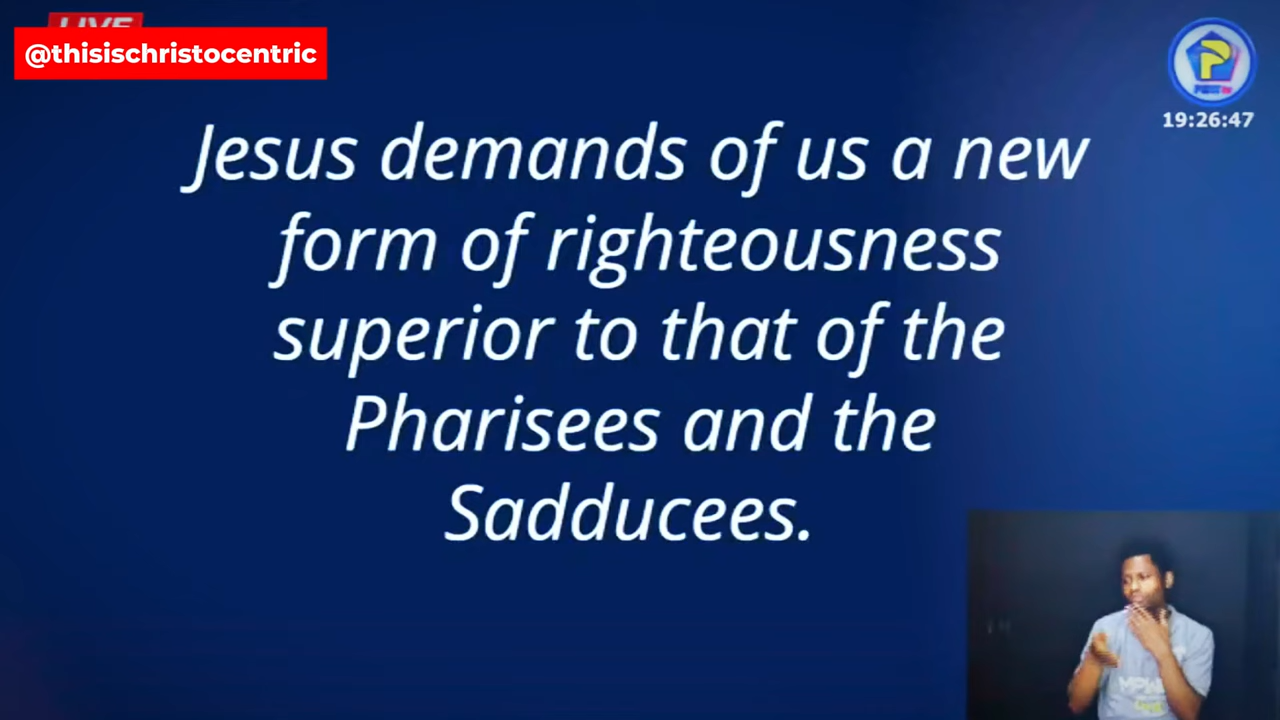 LIVE
@thisischristocentric
19:26:47
Jesus demands of us a new
form of righteousness
superior to that of the
Pharisees and the
Sadducees.